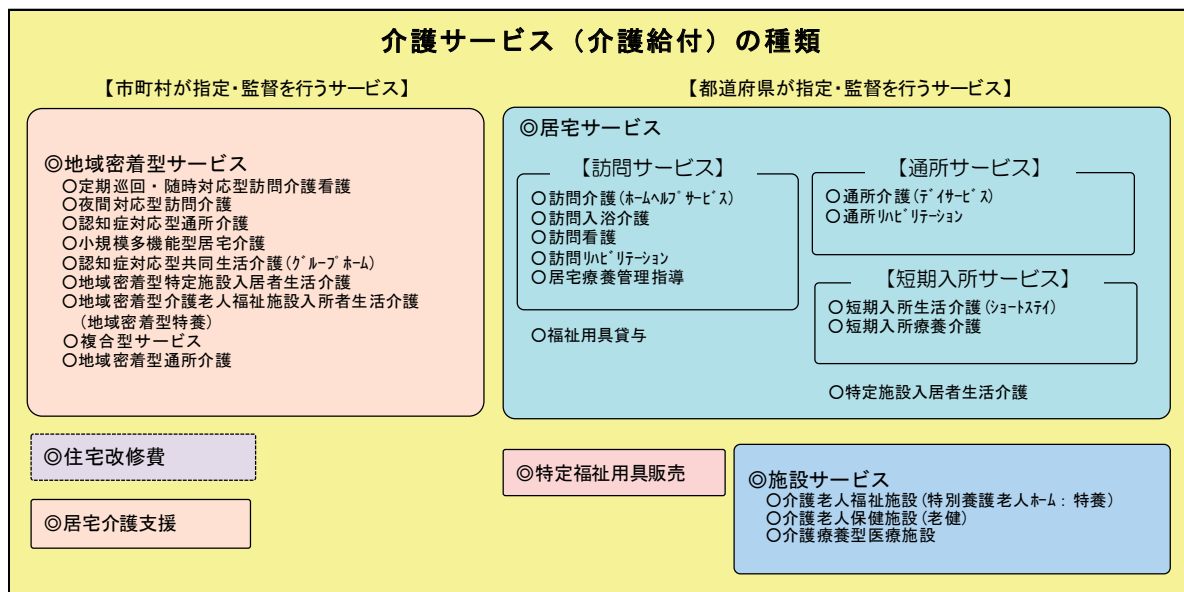 介護サービス（介護給付）の種類
【市町村が指定・監督を行うサービス】
◎地域密着型サービス
○定期巡回・随時対応型訪問介護看護
○夜間対応型訪問介護
○認知症対応型通所介護
○小規模多機能型居宅介護
○認知症対応型共同生活介護(ｸﾞﾙｰﾌﾟﾎｰﾑ)
○地域密着型特定施設入居者生活介護
○地域密着型介護老人福祉施設入所者生活介護
（地域密着型特養）
○複合型サービス
○地域密着型通所介護
◎住宅改修費
◎居宅介護支援
【都道府県が指定・監督を行うサービス】
◎居宅サービス
【訪問サービス】
○訪問介護(ﾎｰﾑﾍﾙﾌﾟｻｰﾋﾞｽ)
○訪問入浴介護
○訪問看護
○訪問ﾘﾊﾋﾞﾘﾃｰｼｮﾝ
○居宅療養管理指導
○福祉用具貸与
【通所サービス】
○通所介護(ﾃﾞｲｻｰﾋﾞｽ)
○通所ﾘﾊﾋﾞﾘﾃｰｼｮﾝ
【短期入所サービス】
○短期入所生活介護(ｼｮｰﾄｽﾃｲ)
○短期入所療養介護
○特定施設入居者生活介護
◎特定福祉用具販売
◎施設サービス
○介護老人福祉施設(特別養護老人ﾎｰﾑ：特養)
○介護老人保健施設(老健)
○介護療養型医療施設